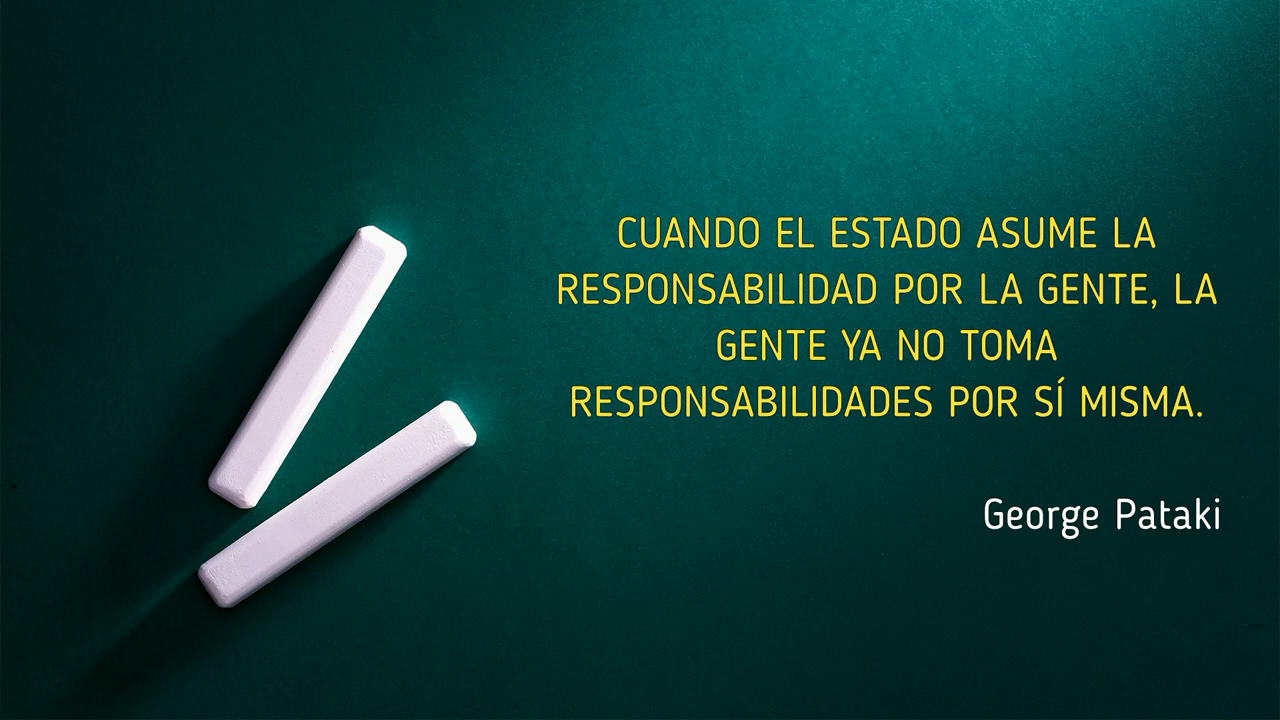 CUANDO EL ESTADO ASUME LA
RESPONSABILIDAD POR LA GENTE, LA
GENTE YA NO TOMA
RESPONSABILIDADES POR SÍ MISMA.
George Pataki